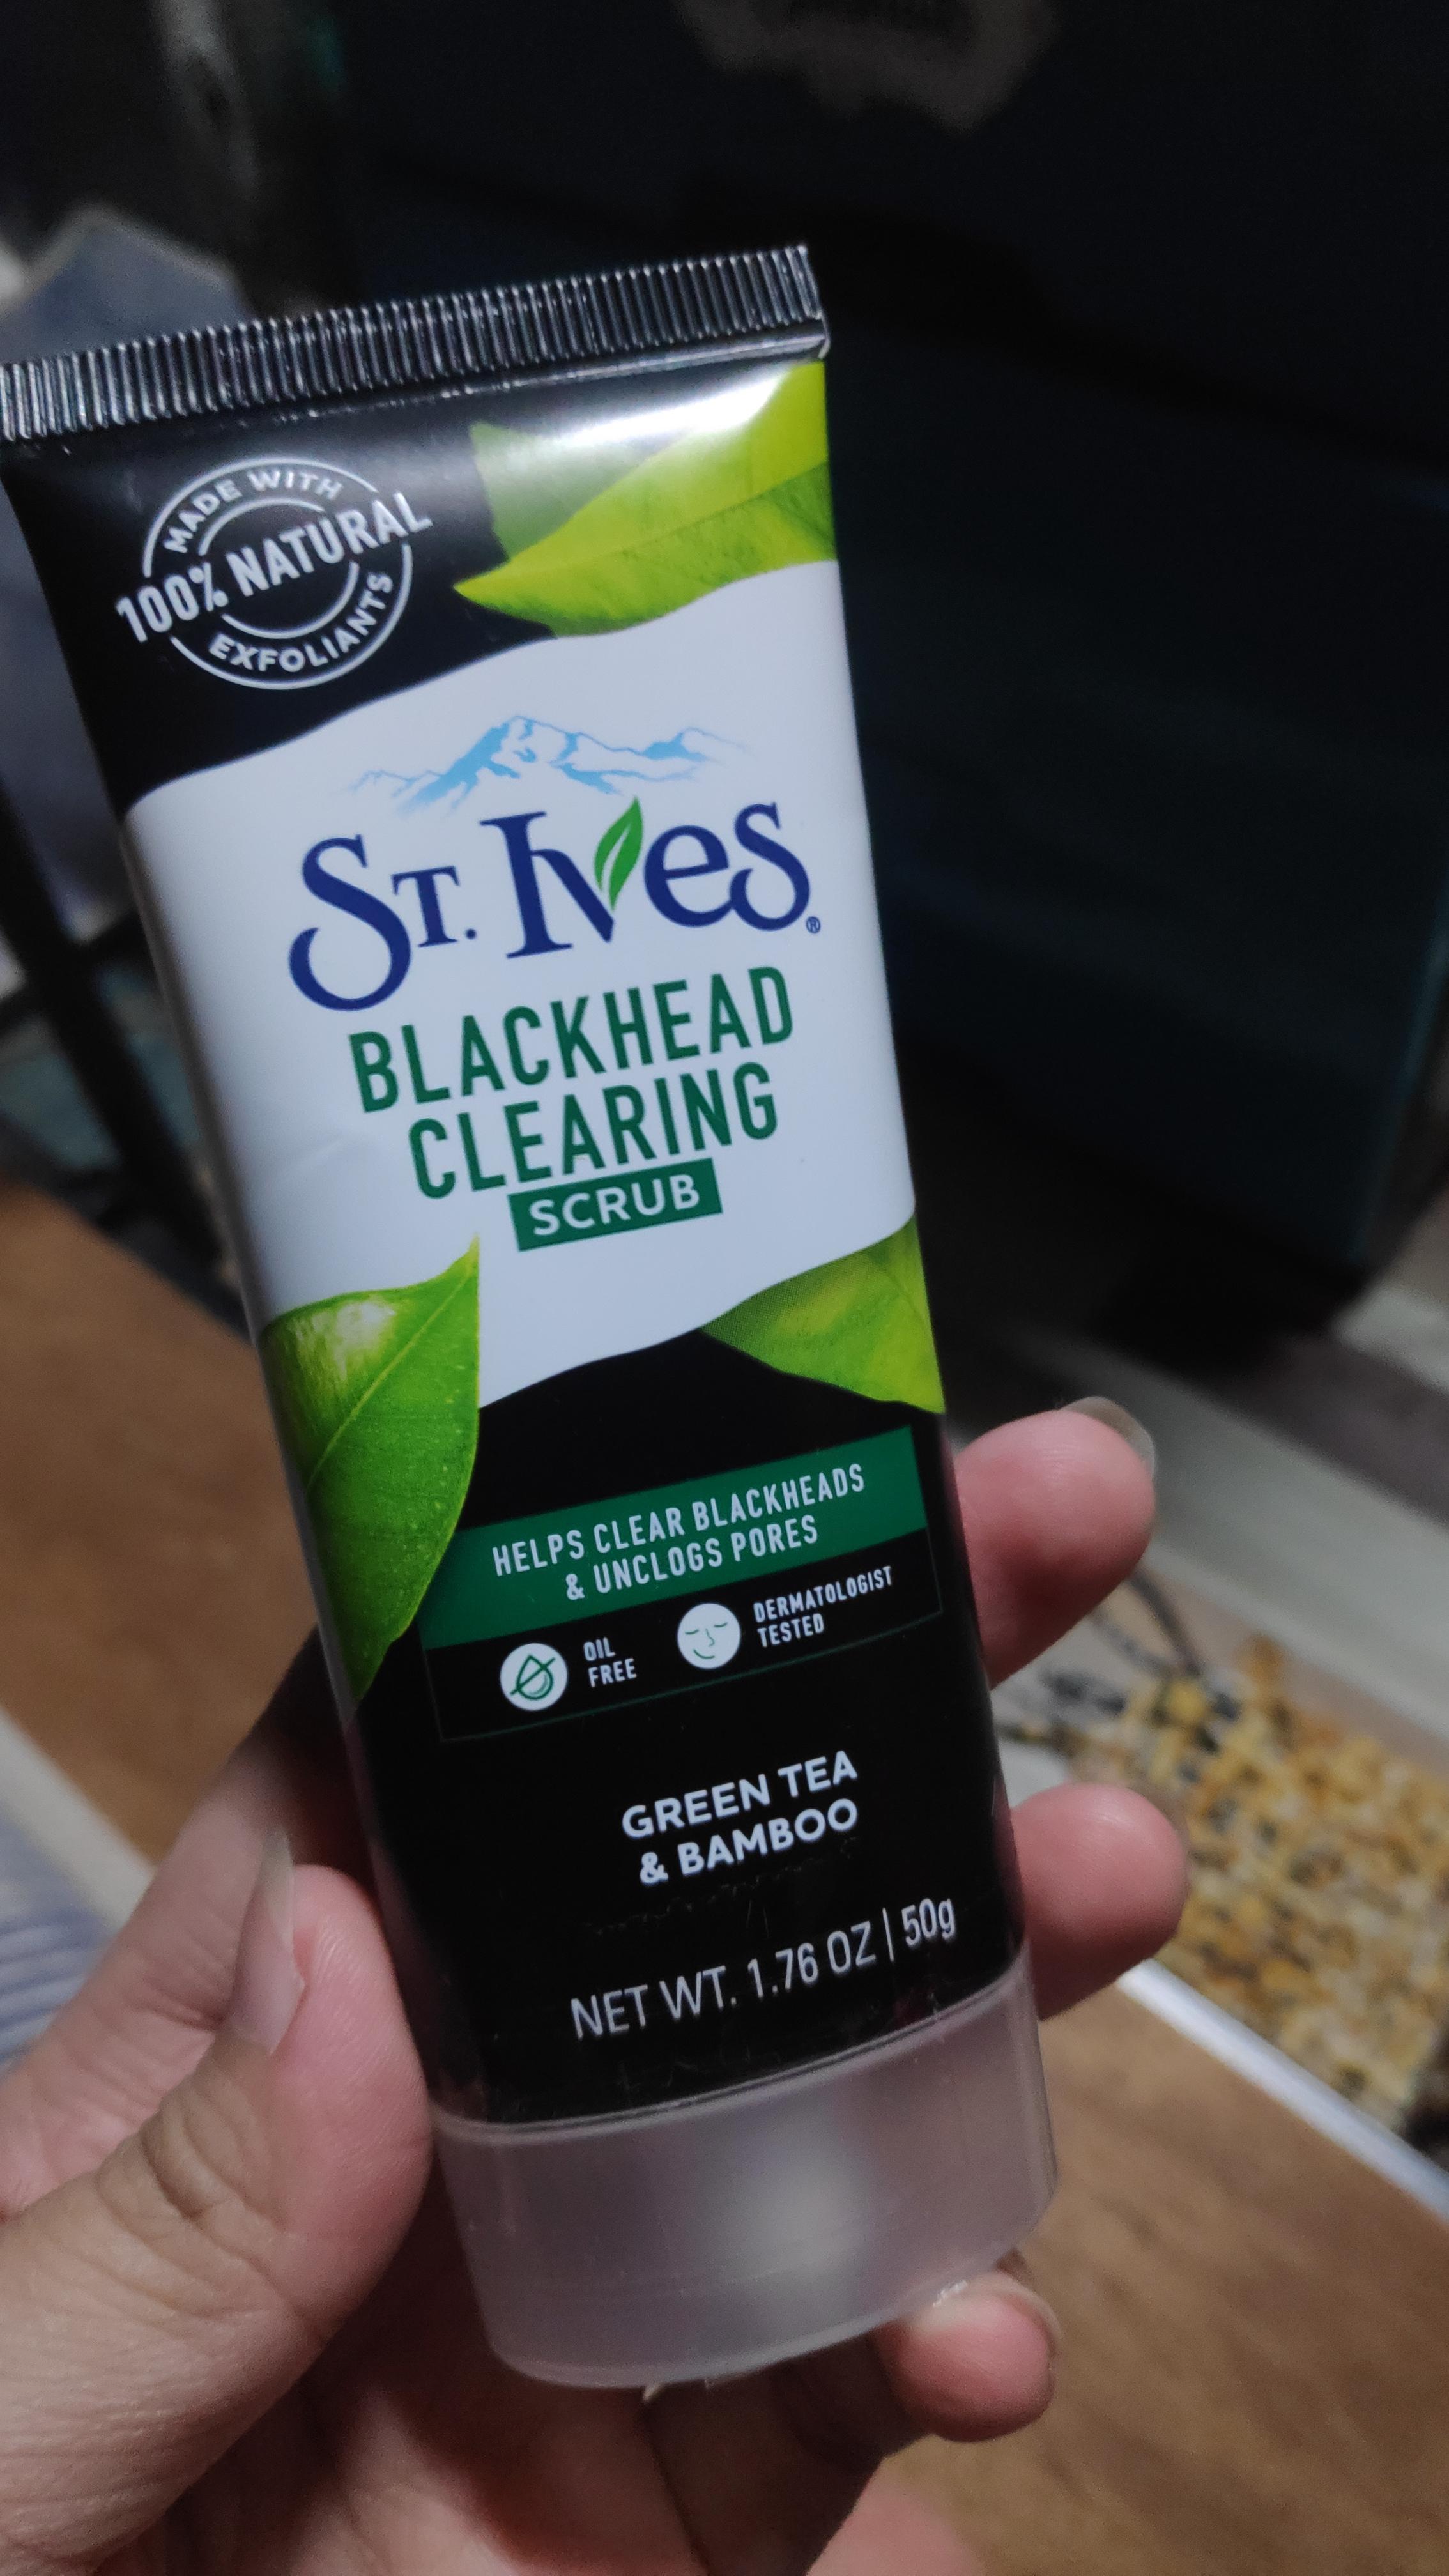 MADE WITH
100% NATURAL
EXFOLIANTS
ST. IVES®
BLACKHEAD
CLEARING
SCRUB
HELPS CLEAR BLACKHEADS
& UNCLOGS PORES
OIL
FREE
DERMATOLOGIST
TESTED
GREEN TEA
& BAMBOO
NET WT. 1.76 OZ | 50g